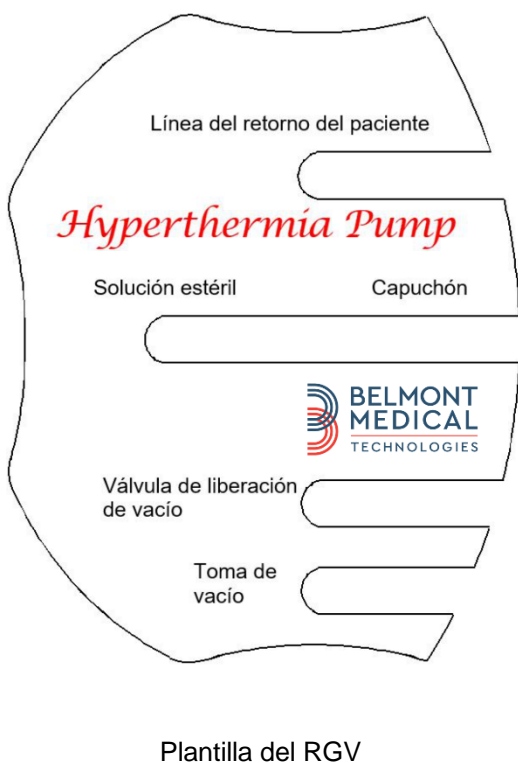 Línea del retorno del paciente
Hyperthermia Pump
Solución estéril
Capuchón
BELMONT
MEDICAL
TECHNOLOGIES
Válvula de liberación
de vacío
Toma de
vacío
Plantilla del RGV